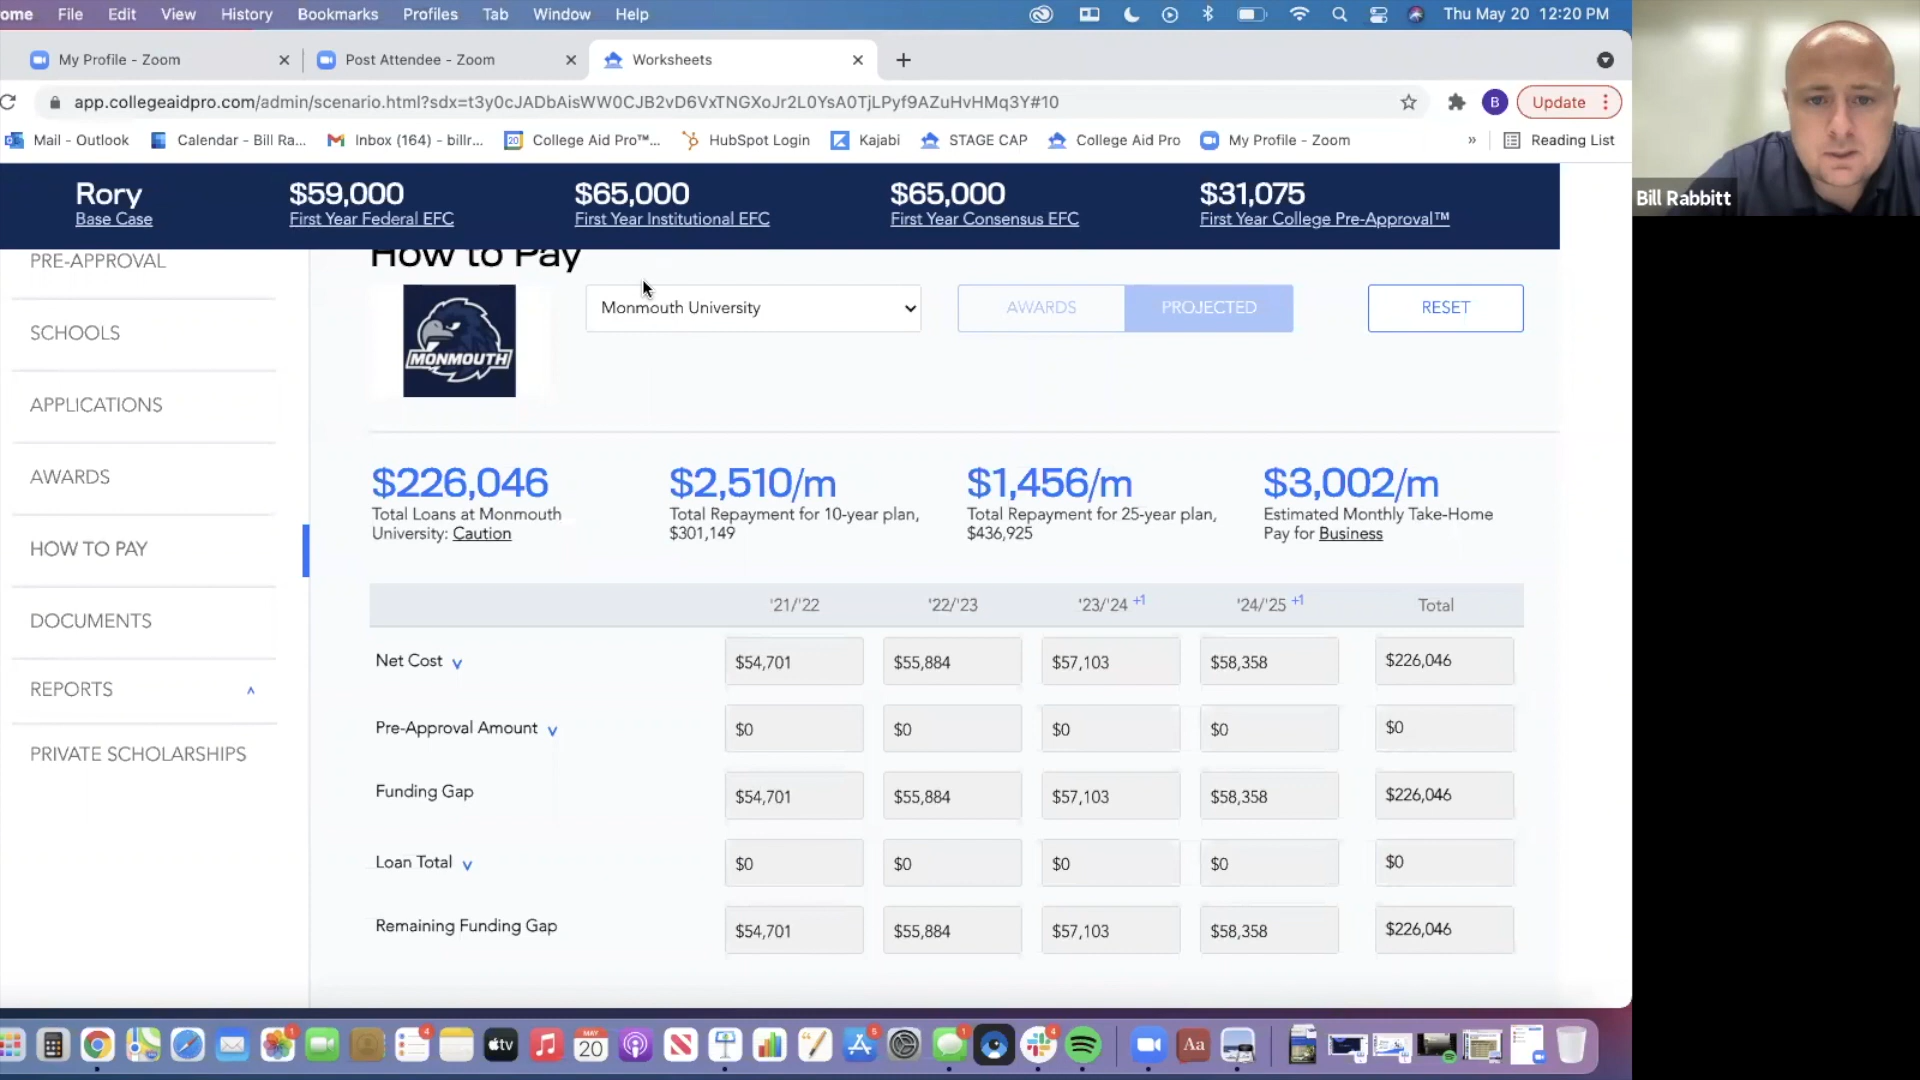 ome File Edit View History Bookmarks Profiles Tab Window Help Thu May 20 12:20 PM
My Profile - Zoom Post Attendee - Zoom Worksheets
app.collegeaidpro.com/admin/scenario.html?sdx=t3y0cJADbAisWW0CJB2vD6VxTNGXoJr2L0YsA0TjLPyf9AZuHvHMq3Y#10 B Update
Mail - Outlook Calendar - Bill Ra... Inbox (164) - billr... 20 College Aid Pro™... HubSpot Login Kajabi STAGE CAP College Aid Pro My Profile - Zoom » Reading List
Rory $59,000 $65,000 $65,000 $31,075
Base Case First Year Federal EFC First Year Institutional EFC First Year Consensus EFC First Year College Pre-Approval™
Bill Rabbitt
PRE-APPROVAL
SCHOOLS
APPLICATIONS
AWARDS
HOW TO PAY
DOCUMENTS
REPORTS
PRIVATE SCHOLARSHIPS
How to Pay
MONMOUTH
Monmouth University AWARDS PROJECTED RESET
$226,046 $2,510/m $1,456/m $3,002/m
Total Loans at Monmouth Total Repayment for 10-year plan, Total Repayment for 25-year plan, Estimated Monthly Take-Home
University: Caution $301,149 $436,925 Pay for Business
'21/'22 '22/'23 '23/'24 +1 '24/'25 +1 Total
Net Cost $54,701 $55,884 $57,103 $58,358 $226,046
Pre-Approval Amount $0 $0 $0 $0 $0
Funding Gap $54,701 $55,884 $57,103 $58,358 $226,046
Loan Total $0 $0 $0 $0 $0
Remaining Funding Gap $54,701 $55,884 $57,103 $58,358 $226,046
1 4 tv MAY 20 5 1 4 Aa